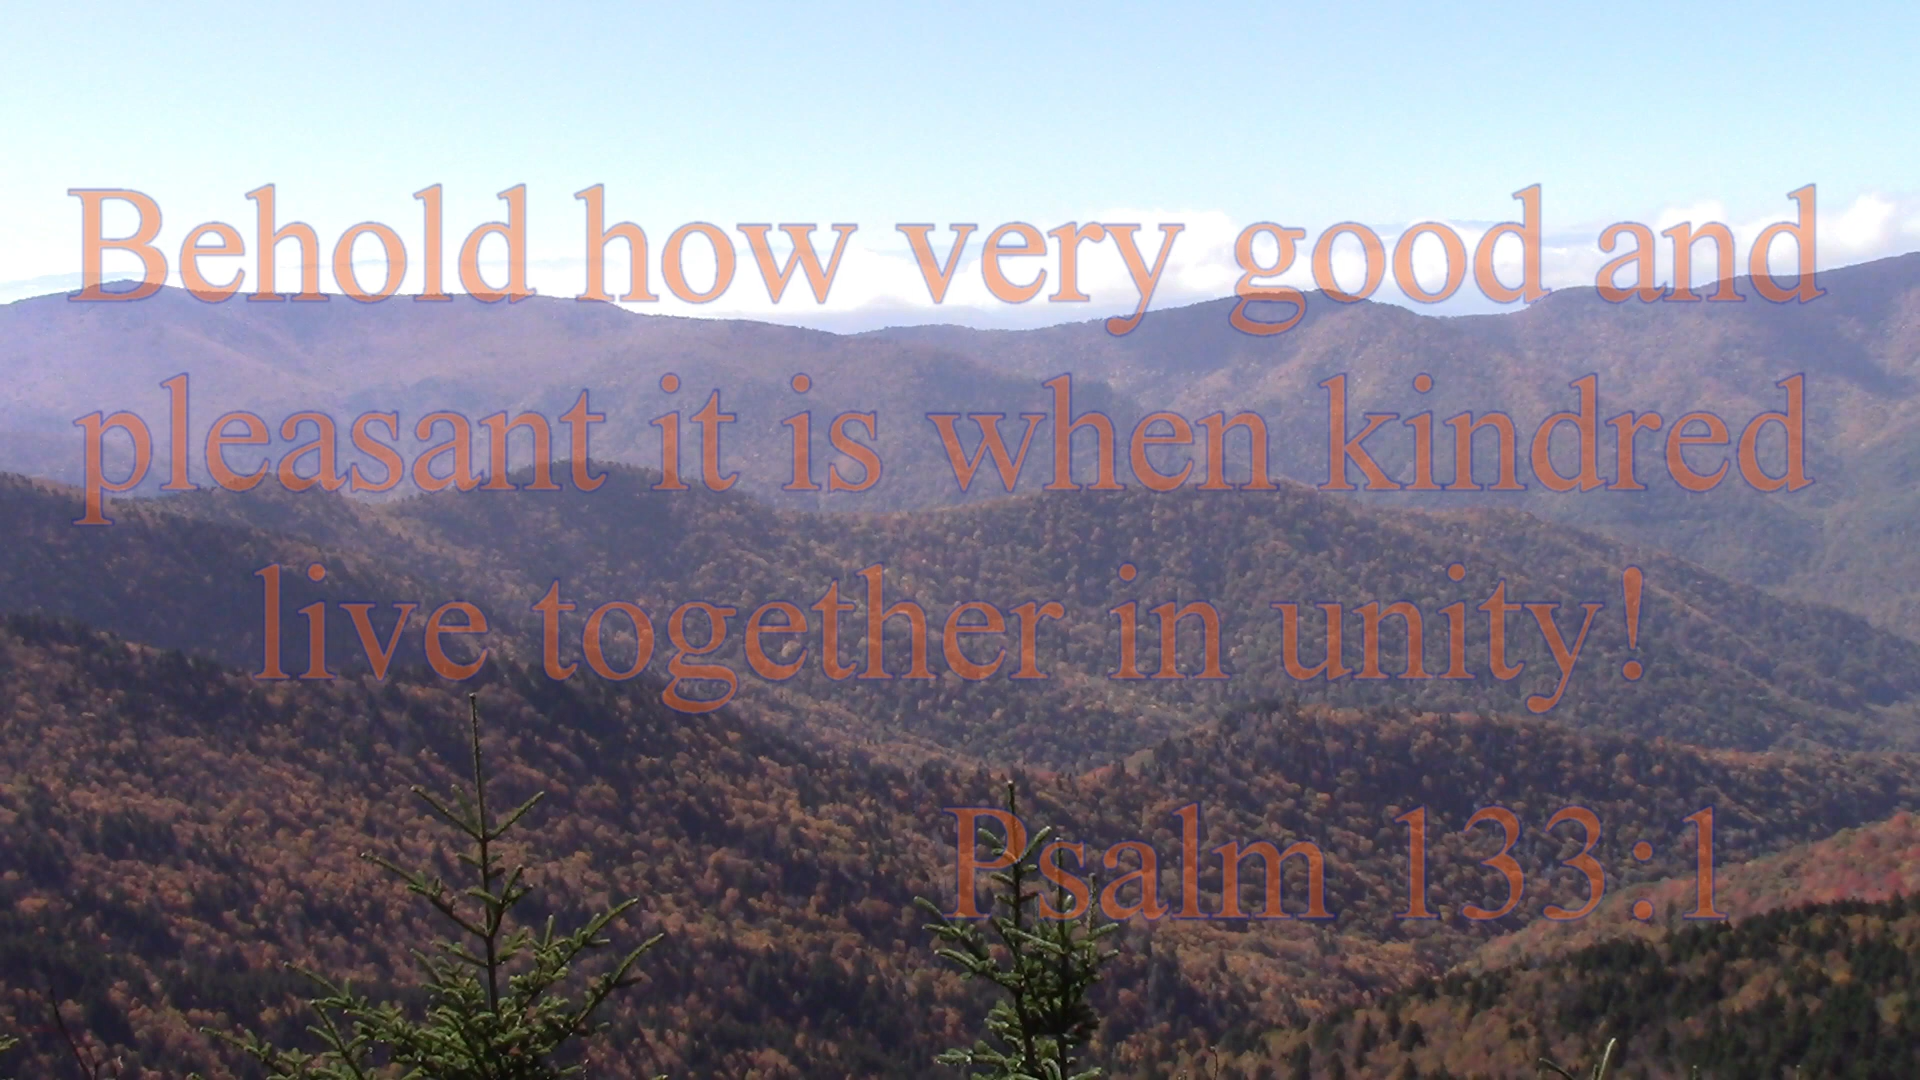 Behold how very good and
pleasant it is when kindred
live together in unity!
Psalm 133:1